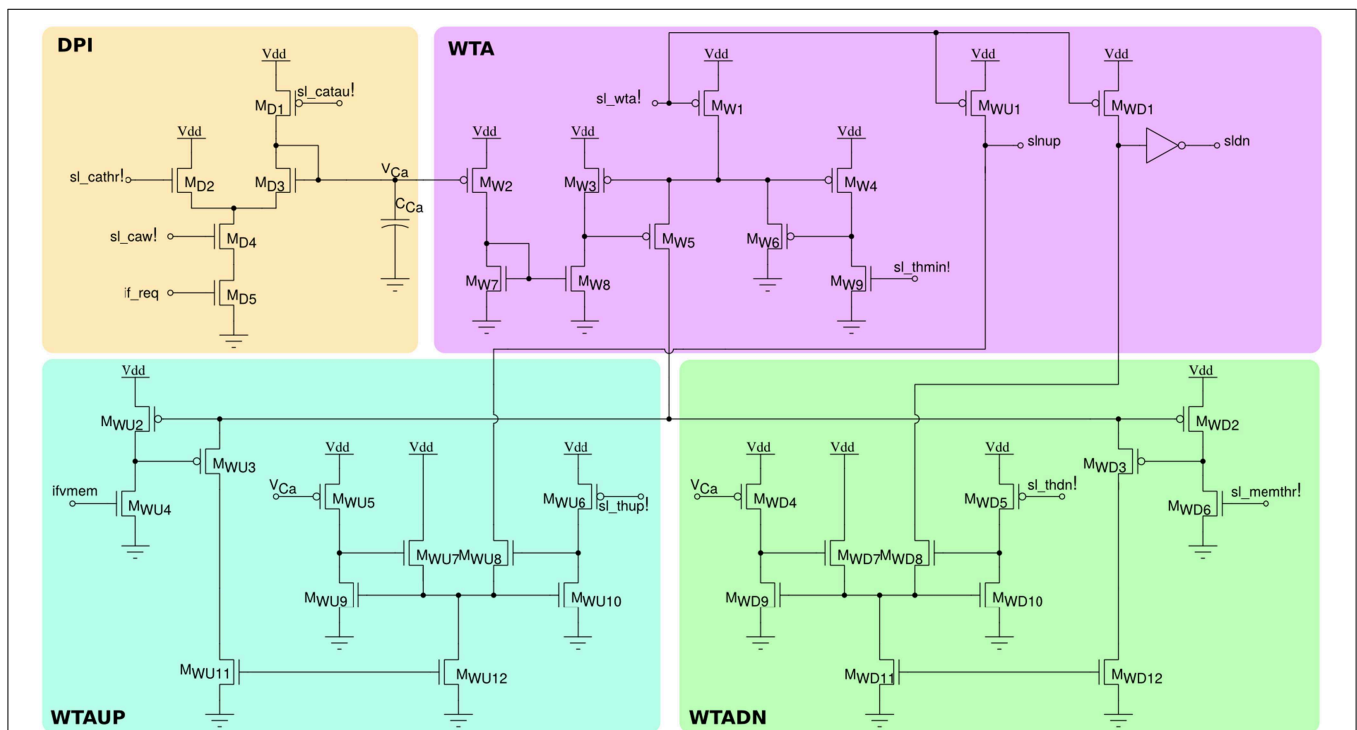 DPI
WTA
Vdd
Vdd
Vdd
Vdd
sl_catau!
MD1
sl_wta!
MW1
MWU1
MWD1
Vdd
Vdd
Vdd
Vdd
slnup
sldn
sl_cathr!
MD2
MD3
VCa
CCa
MW2
MW3
MW4
sl_caw!
MD4
MW5
MW6
if_req
MD5
MW7
MW8
MW9
sl_thmin!
Vdd
Vdd
MWU2
MWD2
MWU3
Vdd
Vdd
Vdd
Vdd
Vdd
Vdd
MWD3
ifvmem
MWU4
VCa
MWU5
MWU6
sl_thup!
VCa
MWD4
MWD5
sl_thdn!
sl_memthr!
MWD6
MWU7
MWU8
MWD7
MWD8
MWU9
MWU10
MWD9
MWD10
MWU11
MWU12
MWD11
MWD12
WTAUP
WTADN